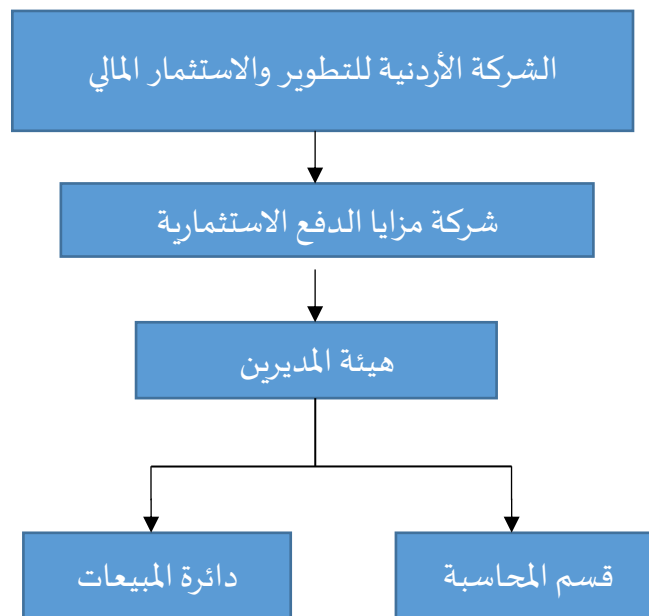 الشركة الأردنية للتطوير والاستثمار المالي
شركة مزايا الدفع الاستثمارية
هيئة المديرين
قسم المحاسبة
دائرة المبيعات